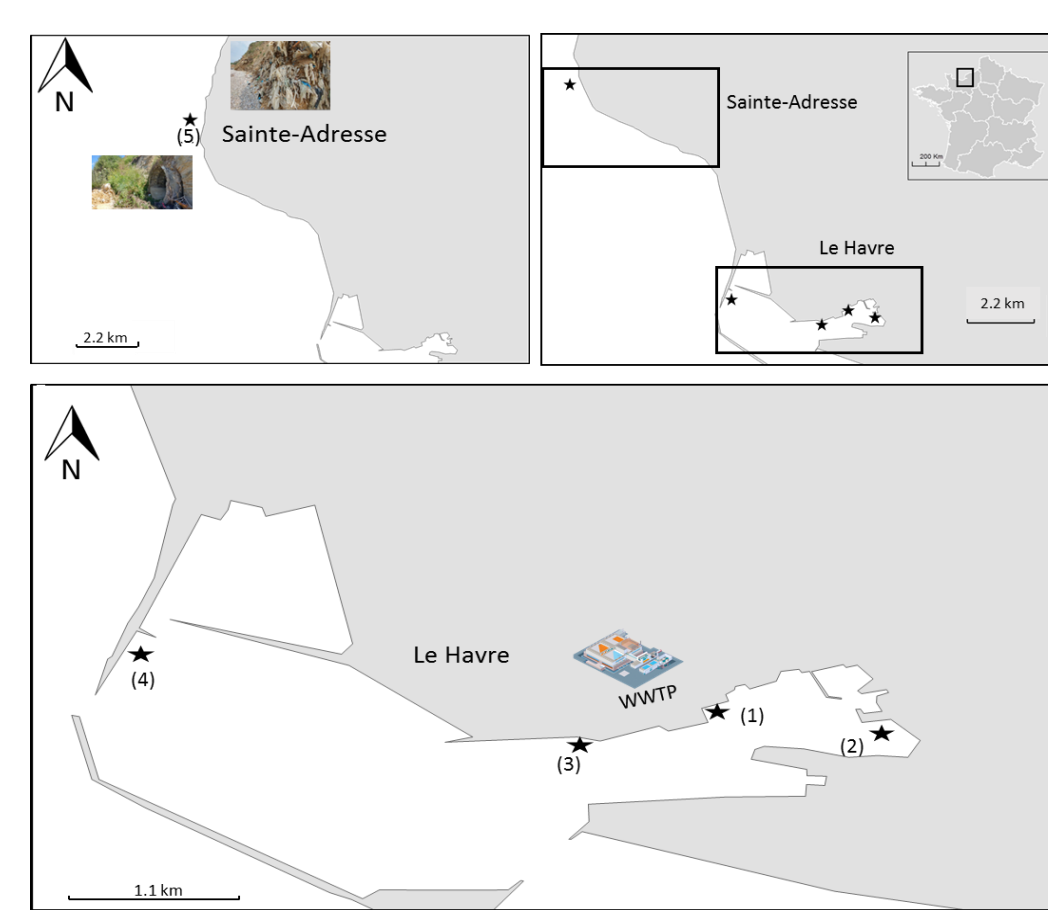 N
(5)
Sainte-Adresse
2.2 km
Sainte-Adresse
200 Km
Le Havre
2.2 km
N
Le Havre
WWTP
(4)
(1)
(2)
(3)
1.1 km